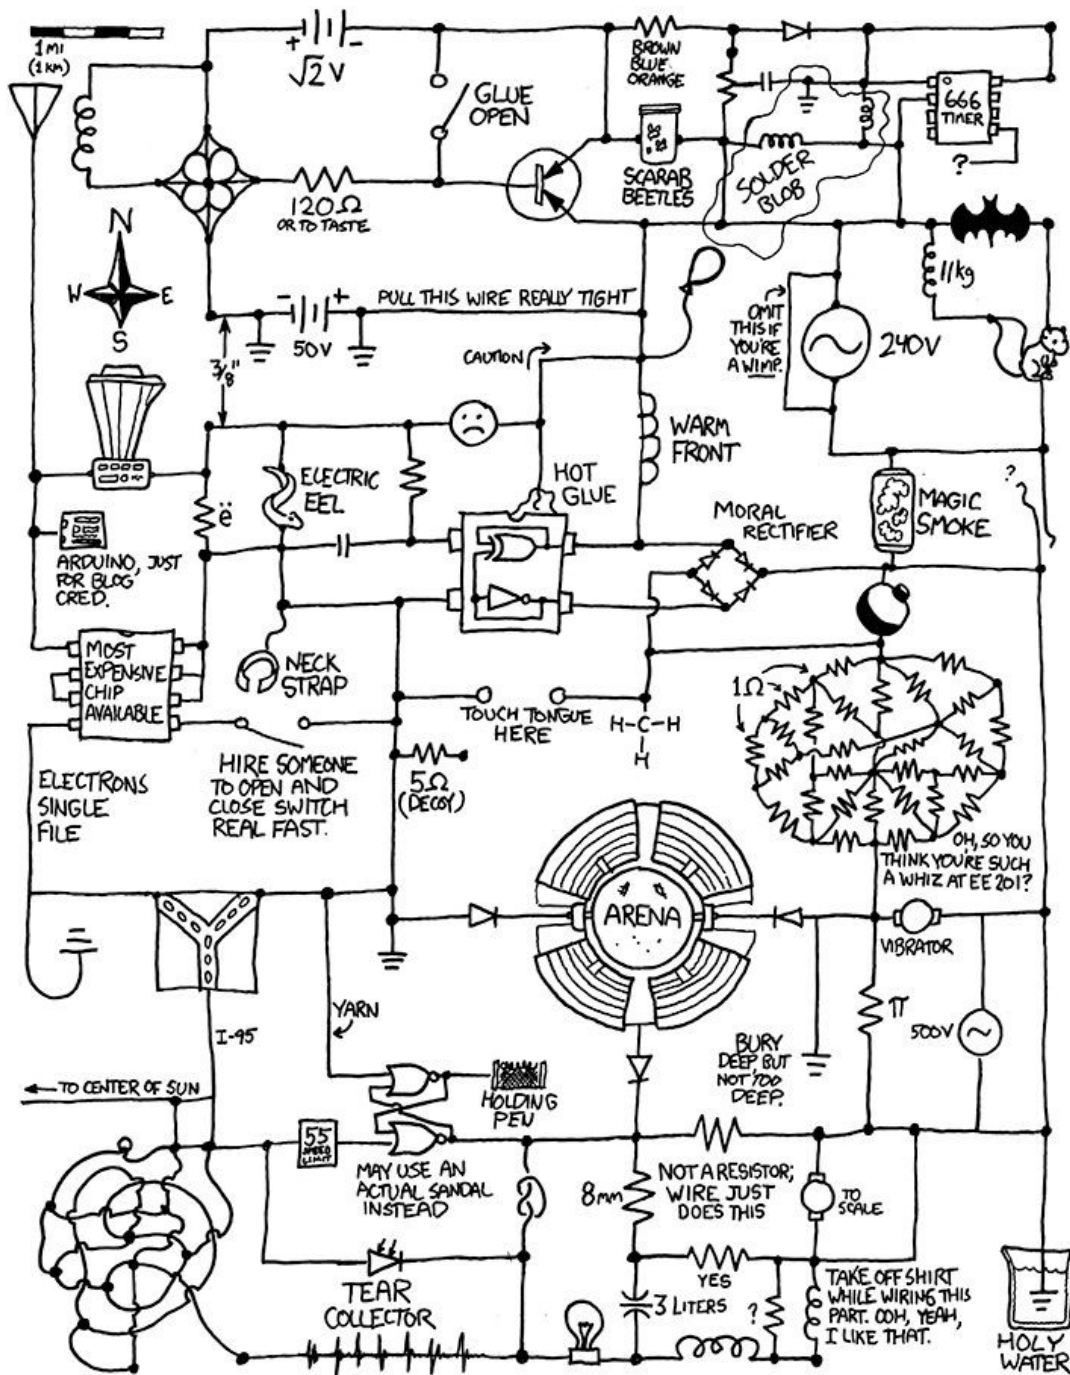 1 MI
(1 KM)
+
-
√2 V
GLUE
OPEN
BROWN
BLUE
ORANGE
666
TIMER
?
SCARAB
BEETLES
SOLDER
BLOB
120Ω
OR TO TASTE
N
W
E
S
11kg
-
+
50V
PULL THIS WIRE REALLY TIGHT
3/8"
CAUTION
OMIT
THIS IF
YOU'RE
A WIMP.
240V
WARM
FRONT
ELECTRIC
EEL
ë
HOT
GLUE
MORAL
RECTIFIER
MAGIC
SMOKE
?
ARDUINO, JUST
FOR BLOG
CRED.
MOST
EXPENSIVE
CHIP
AVAILABLE
NECK
STRAP
TOUCH TONGUE
HERE
H-C-H
H
1Ω
ELECTRONS
SINGLE
FILE
HIRE SOMEONE
TO OPEN AND
CLOSE SWITCH
REAL FAST.
5Ω
(DECOY)
OH, SO YOU
THINK YOU'RE SUCH
A WHIZ AT EE 201?
ARENA
VIBRATOR
YARN
I-95
π
500V
BURY
DEEP, BUT
NOT TOO
DEEP.
TO CENTER OF SUN
HOLDING
PEN
55
SPEED
LIMIT
MAY USE AN
ACTUAL SANDAL
INSTEAD
NOT A RESISTOR;
WIRE JUST
DOES THIS
8mm
TO
SCALE
YES
TEAR
COLLECTOR
3 LITERS
?
TAKE OFF SHIRT
WHILE WIRING THIS
PART. OOH, YEAH,
I LIKE THAT.
HOLY
WATER